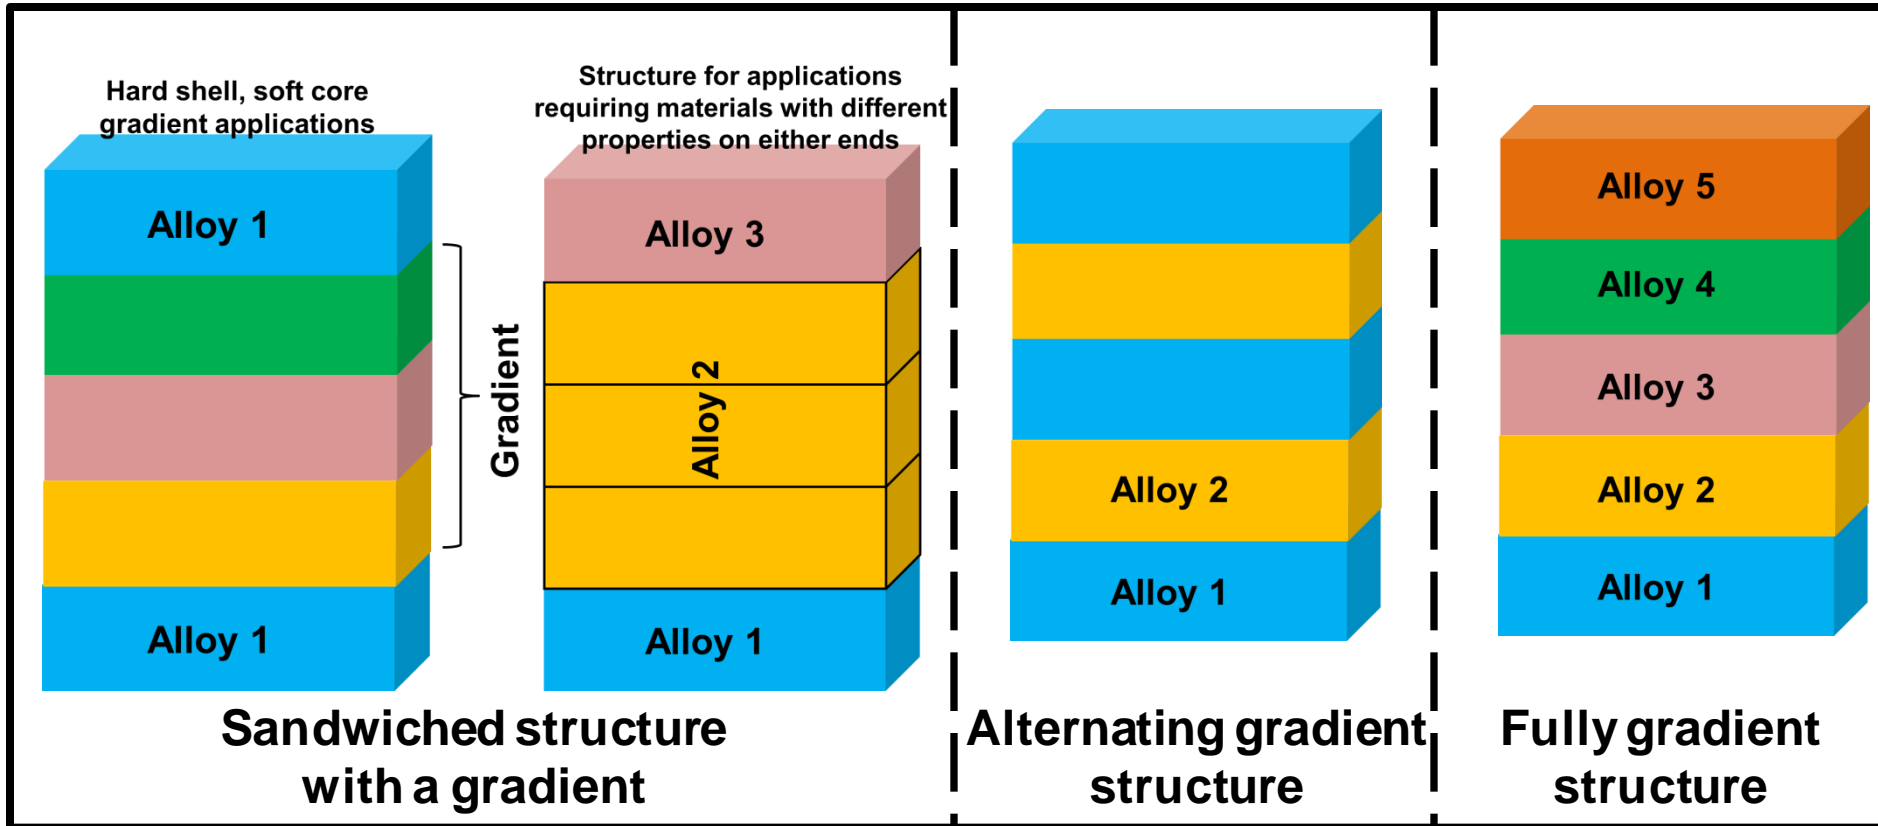 Hard shell, soft core
gradient applications
Alloy 1
Gradient
Alloy 1
Structure for applications
requiring materials with different
properties on either ends
Alloy 3
Alloy 2
Alloy 1
Sandwiched structure
with a gradient
Alloy 2
Alloy 1
Alternating gradient
structure
Alloy 5
Alloy 4
Alloy 3
Alloy 2
Alloy 1
Fully gradient
structure